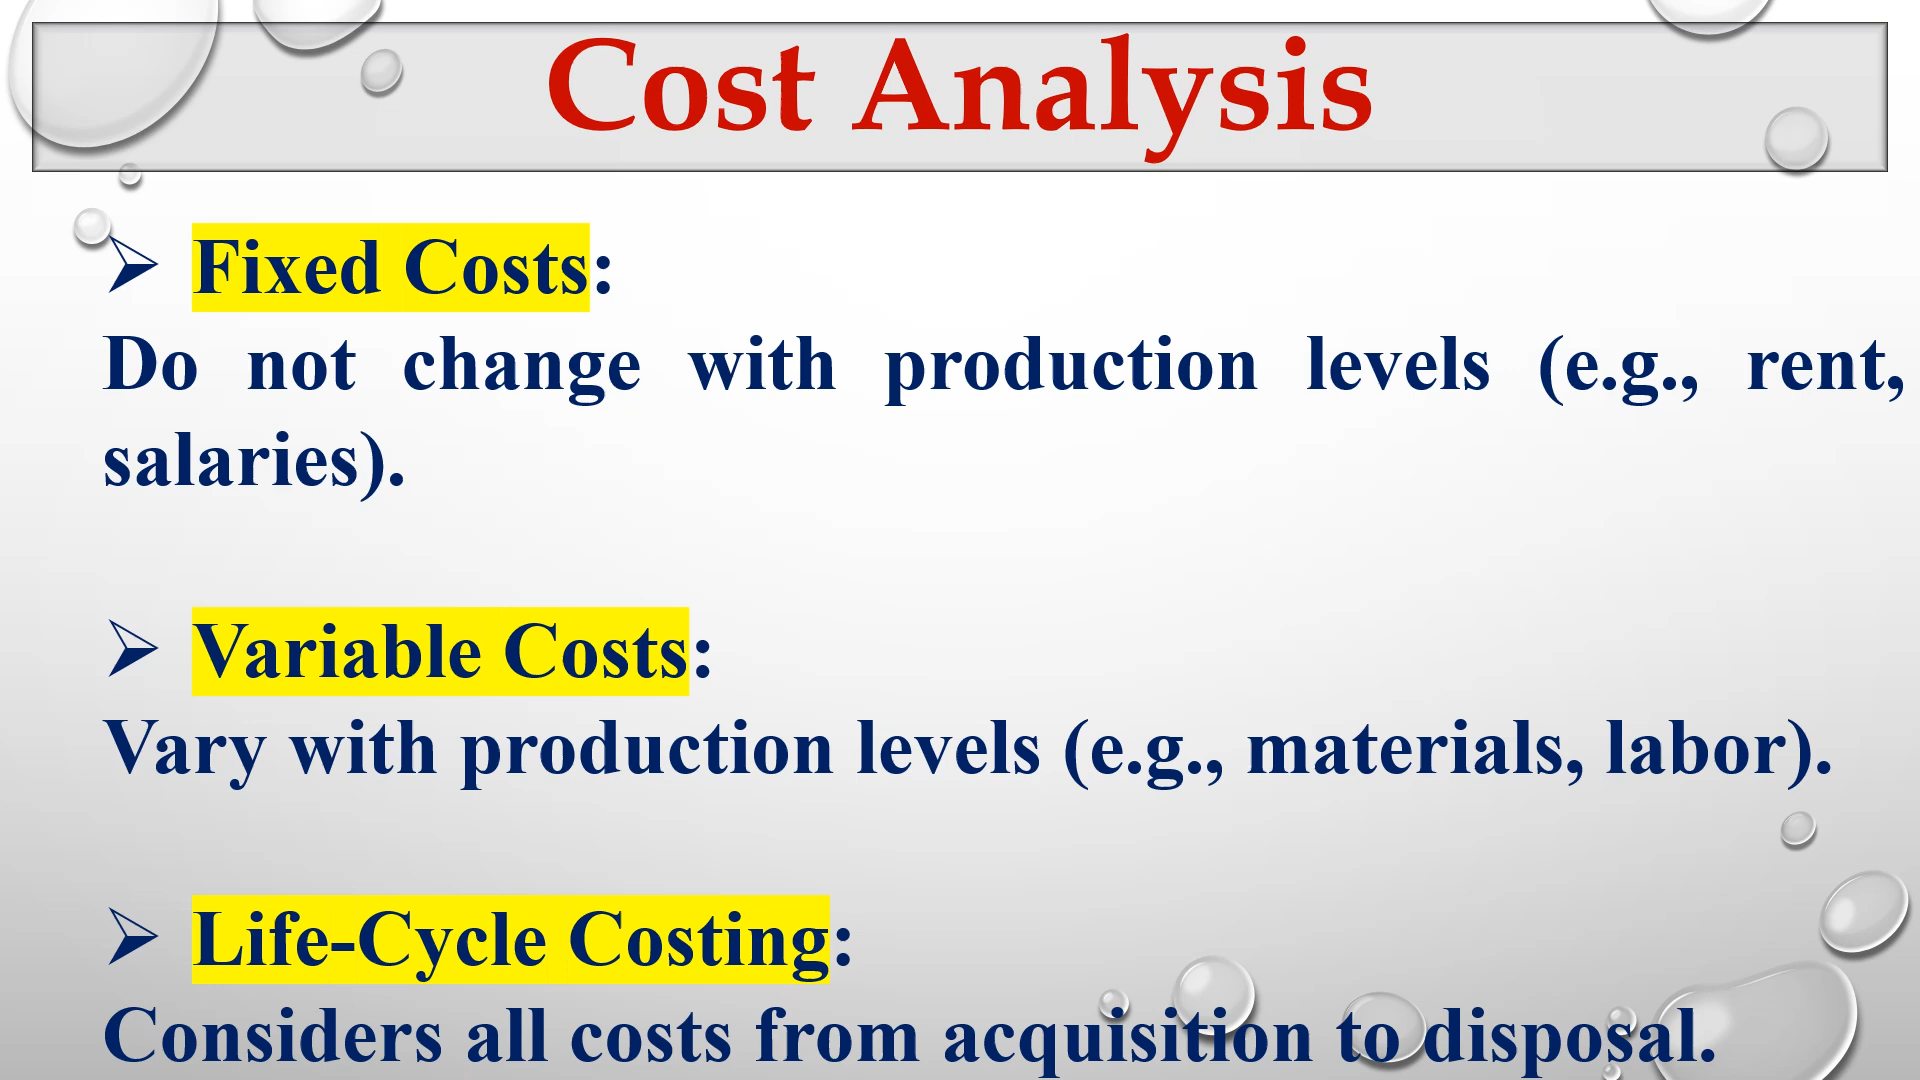 Cost Analysis
Fixed Costs:
Do not change with production levels (e.g., rent,
salaries).
Variable Costs:
Vary with production levels (e.g., materials, labor).
Life-Cycle Costing:
Considers all costs from acquisition to disposal.